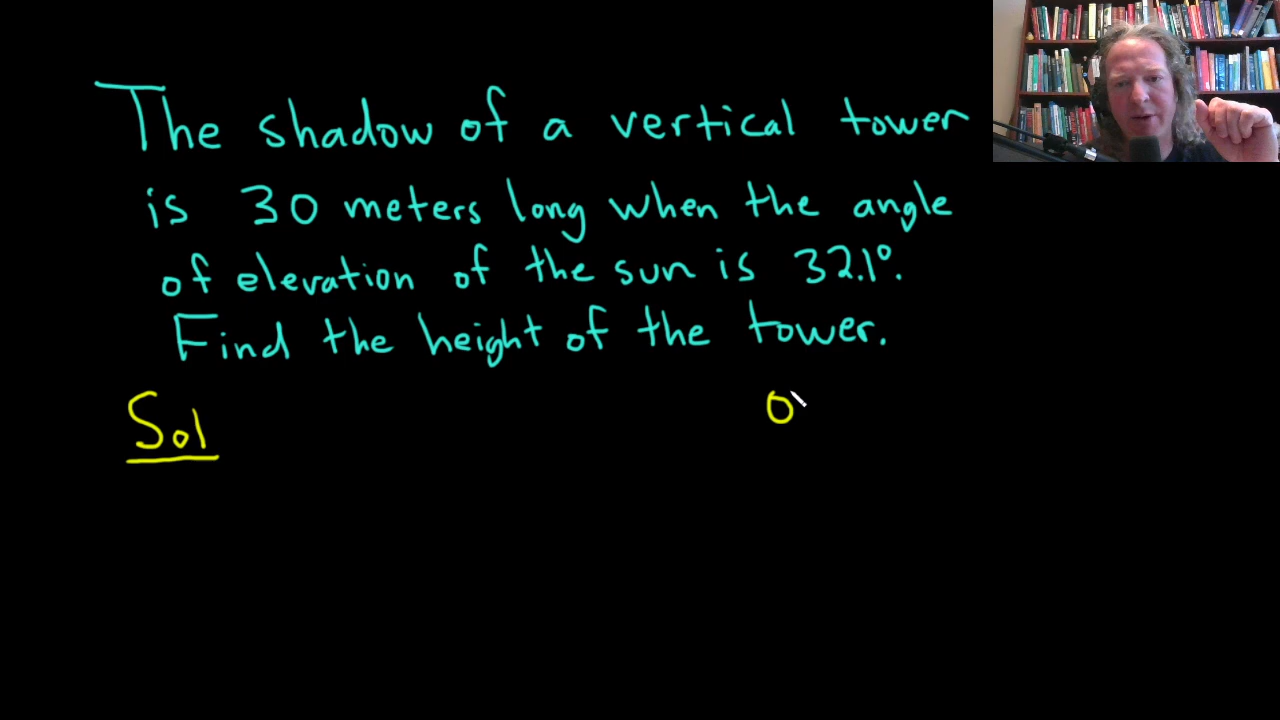 The shadow of a vertical tower
is 30 meters long when the angle
of elevation of the sun is 32.1°.
Find the height of the tower.
Sol